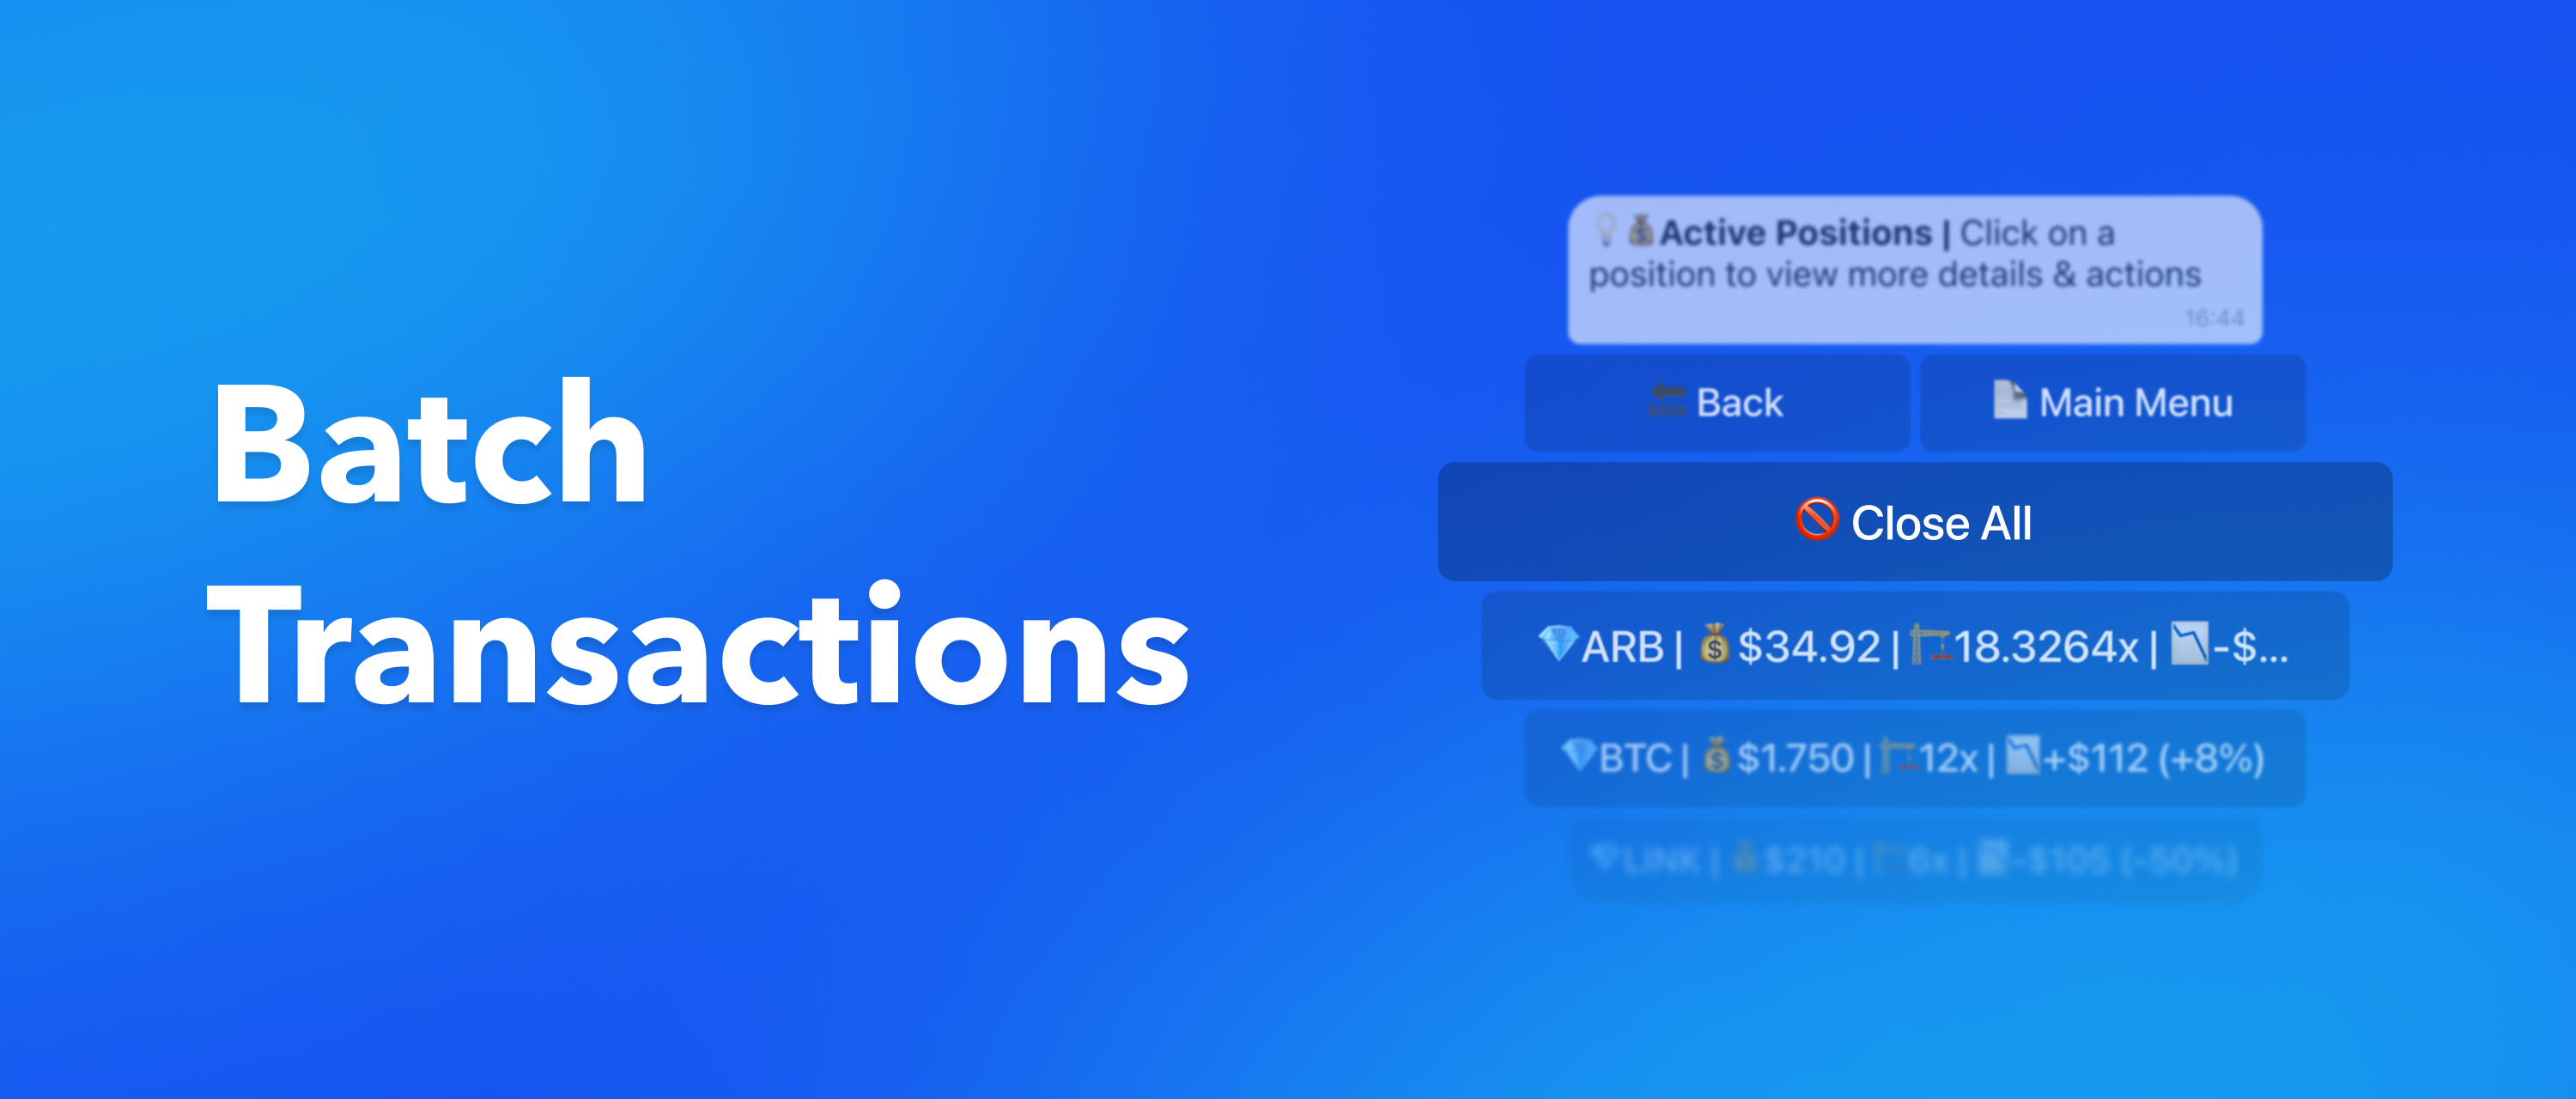 Batch
Transactions
💡💰Active Positions | Click on a
position to view more details & actions
16:44
🔙 Back
📄 Main Menu
🚫 Close All
💎ARB | 💰$34.92 | 🏗18.3264x | 📉-$...
💎BTC | 💰$1.750 | 🏗12x | 📉+$112 (+8%)
💎LINK | 💰$210 | 🏗6x | 📉-$105 (-50%)